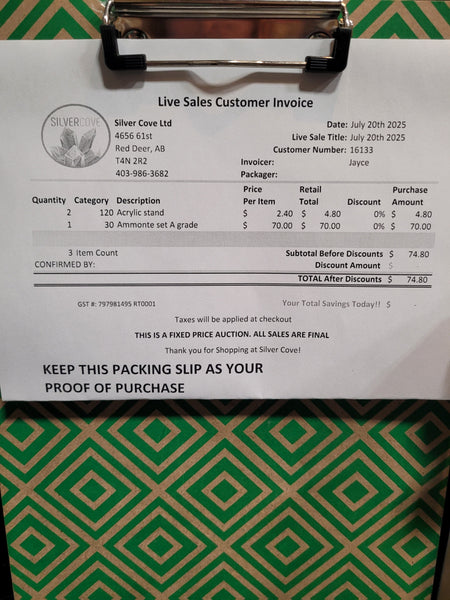 Live Sales Customer Invoice
SILVERCOVE
Silver Cove Ltd
4656 61st
Red Deer, AB
T4N 2R2
403-986-3682
Date: July 20th 2025
Live Sale Title: July 20th 2025
Customer Number: 16133
Invoicer: Jayce
Packager:
Quantity Category Description Price Per Item Retail Total Discount Purchase Amount
2 120 Acrylic stand $ 2.40 $ 4.80 0% $ 4.80
1 30 Ammonte set A grade $ 70.00 $ 70.00 0% $ 70.00
3 Item Count Subtotal Before Discounts $ 74.80
CONFIRMED BY: Discount Amount $ -
TOTAL After Discounts $ 74.80
GST #: 797981495 RT0001 Your Total Savings Today!! $ -
Taxes will be applied at checkout
THIS IS A FIXED PRICE AUCTION. ALL SALES ARE FINAL
Thank you for Shopping at Silver Cove!
KEEP THIS PACKING SLIP AS YOUR
PROOF OF PURCHASE